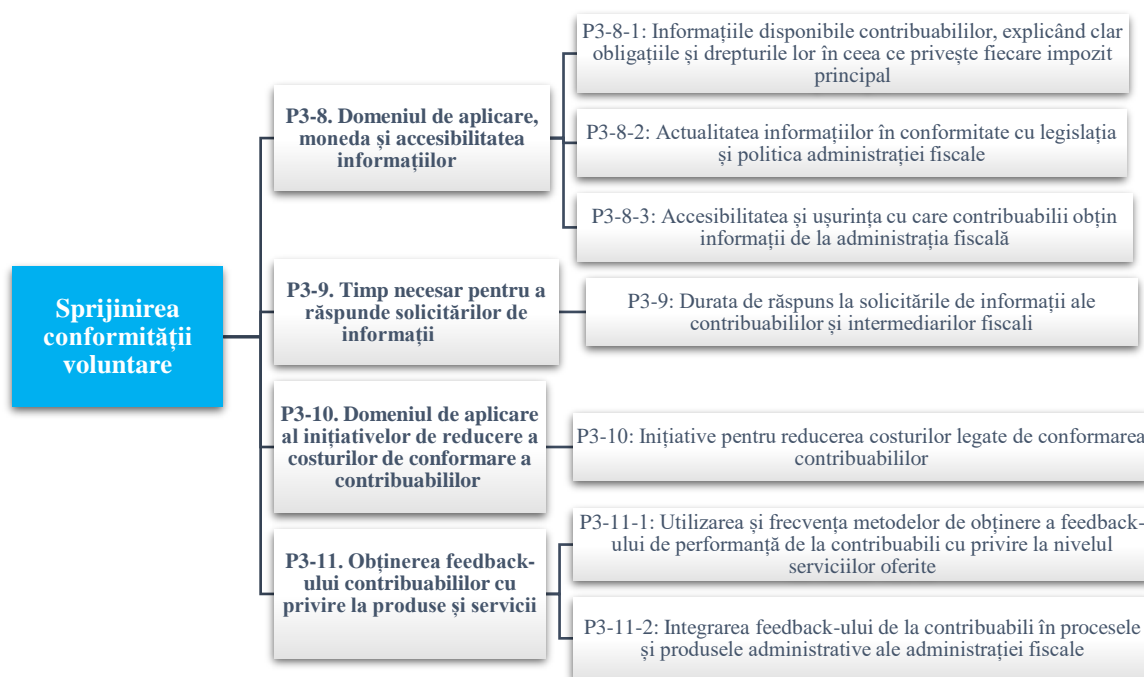 Sprijinirea
conformității
voluntare
P3-8. Domeniul de aplicare,
moneda și accesibilitatea
informațiilor
P3-8-1: Informațiile disponibile contribuabililor, explicând clar
obligațiile și drepturile lor în ceea ce privește fiecare impozit
principal
P3-8-2: Actualitatea informațiilor în conformitate cu legislația
și politica administrației fiscale
P3-8-3: Accesibilitatea și ușurința cu care contribuabilii obțin
informații de la administrația fiscală
P3-9. Timp necesar pentru a
răspunde solicitărilor de
informații
P3-9: Durata de răspuns la solicitările de informații ale
contribuabililor și intermediarilor fiscali
P3-10. Domeniul de aplicare
al inițiativelor de reducere a
costurilor de conformare a
contribuabililor
P3-10: Inițiative pentru reducerea costurilor legate de conformarea
contribuabililor
P3-11. Obținerea feedback-
ului contribuabililor cu
privire la produse și servicii
P3-11-1: Utilizarea și frecvența metodelor de obținere a feedback-
ului de performanță de la contribuabili cu privire la nivelul
serviciilor oferite
P3-11-2: Integrarea feedback-ului de la contribuabili în procesele
și produsele administrative ale administrației fiscale